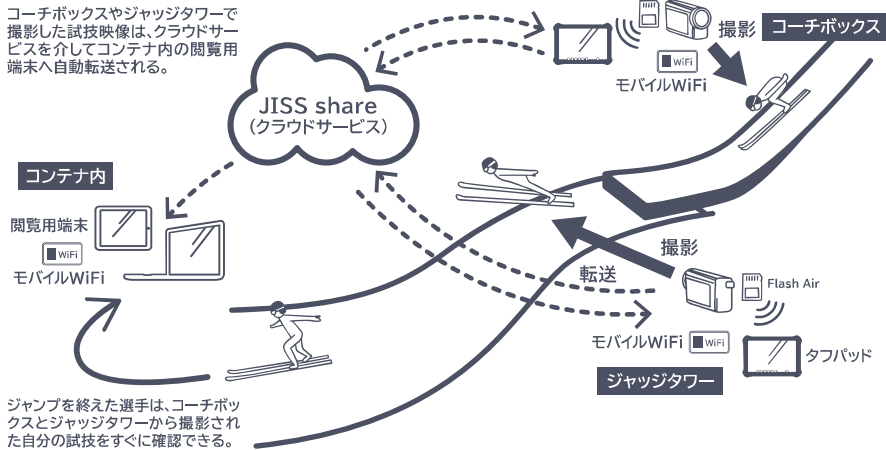 コーチボックスやジャッジタワーで
撮影した試技映像は、クラウドサー
ビスを介してコンテナ内の閲覧用
端末へ自動転送される。
撮影
コーチボックス
WiFi
モバイルWiFi
JISS share
(クラウドサービス)
コンテナ内
閲覧用端末
WiFi
モバイルWiFi
撮影
転送
Flash Air
モバイルWiFi
WiFi
タフパッド
ジャッジタワー
ジャンプを終えた選手は、コーチボッ
クスとジャッジタワーから撮影され
た自分の試技をすぐに確認できる。